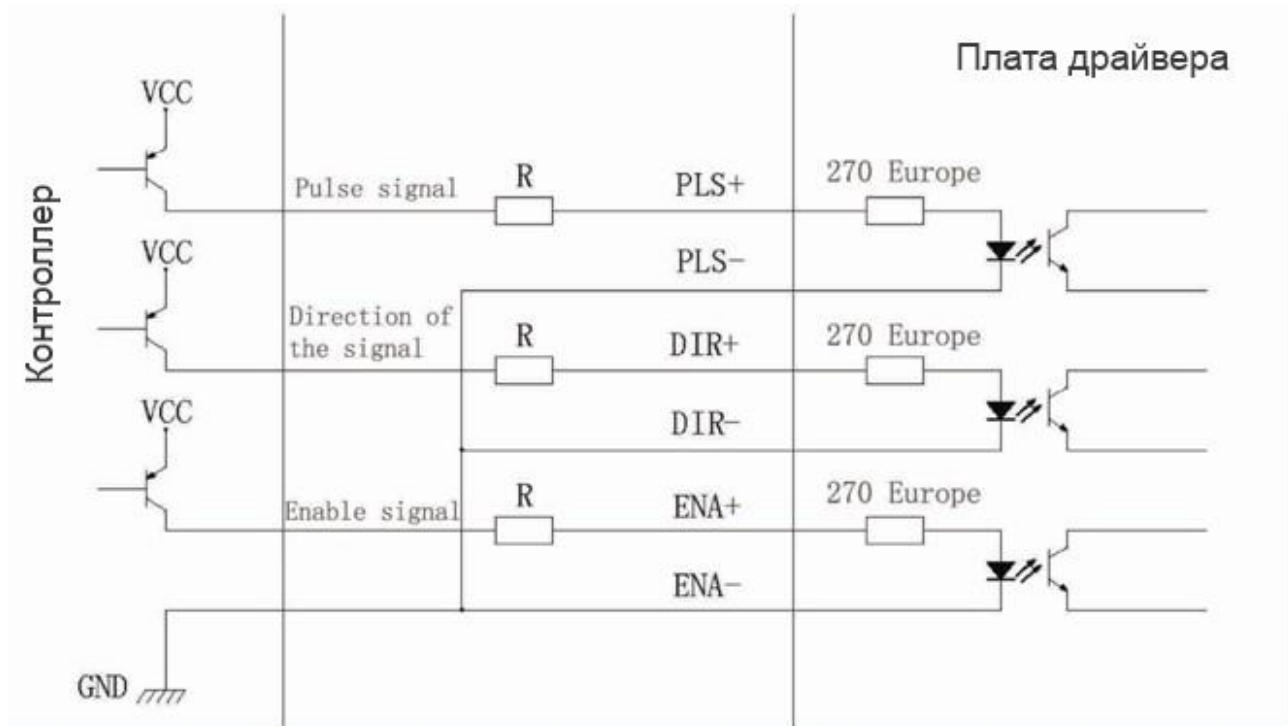 Плата драйвера
Контроллер
VCC
Pulse signal
R
PLS+
270 Europe
PLS-
VCC
Direction of
the signal
R
DIR+
270 Europe
DIR-
VCC
Enable signal
R
ENA+
270 Europe
ENA-
GND